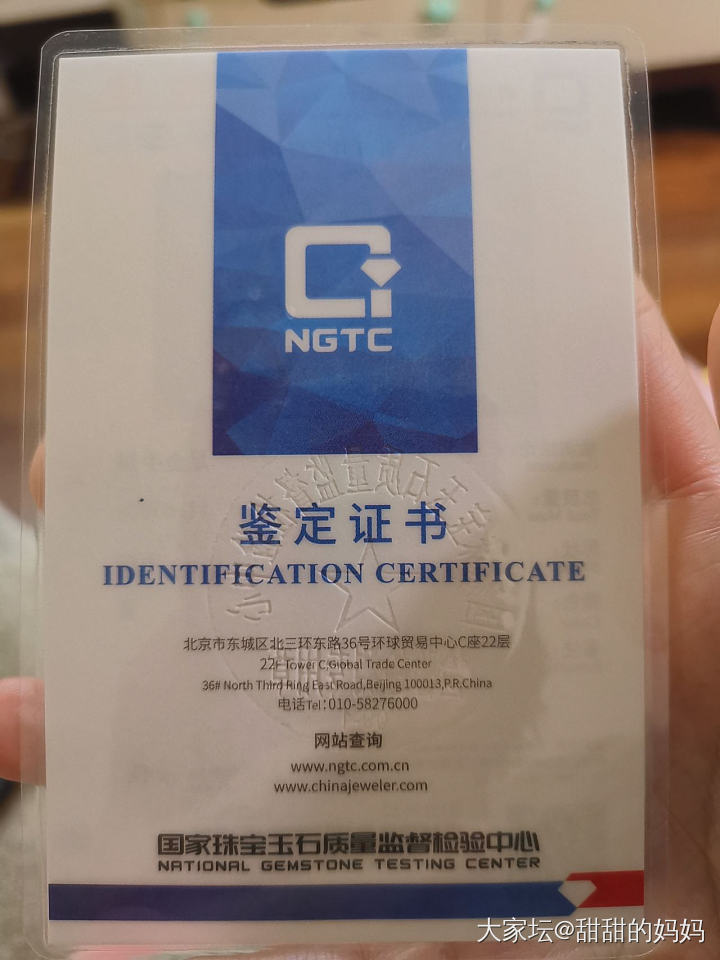 NGTC
鉴定证书
IDENTIFICATION CERTIFICATE
北京市东城区北三环东路36号环球贸易中心C座22层
22F Tower C,Global Trade Center
36# North Third Ring East Road,Beijing 100013,P.R.China
电话Tel:010-58276000
网站查询
www.ngtc.com.cn
www.chinajeweler.com
国家珠宝玉石质量监督检验中心
NATIONAL GEMSTONE TESTING CENTER
大家坛@甜甜的妈妈